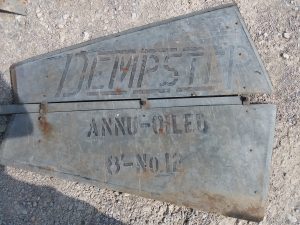 DEMPSTER
ANNU-OILED
8'-No 12